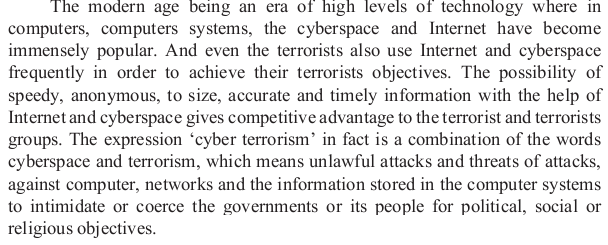 The modern age being an era of high levels of technology where in
computers, computers systems, the cyberspace and Internet have become
immensely popular. And even the terrorists also use Internet and cyberspace
frequently in order to achieve their terrorists objectives. The possibility of
speedy, anonymous, to size, accurate and timely information with the help of
Internet and cyberspace gives competitive advantage to the terrorist and terrorists
groups. The expression ‘cyber terrorism’ in fact is a combination of the words
cyberspace and terrorism, which means unlawful attacks and threats of attacks,
against computer, networks and the information stored in the computer systems
to intimidate or coerce the governments or its people for political, social or
religious objectives.